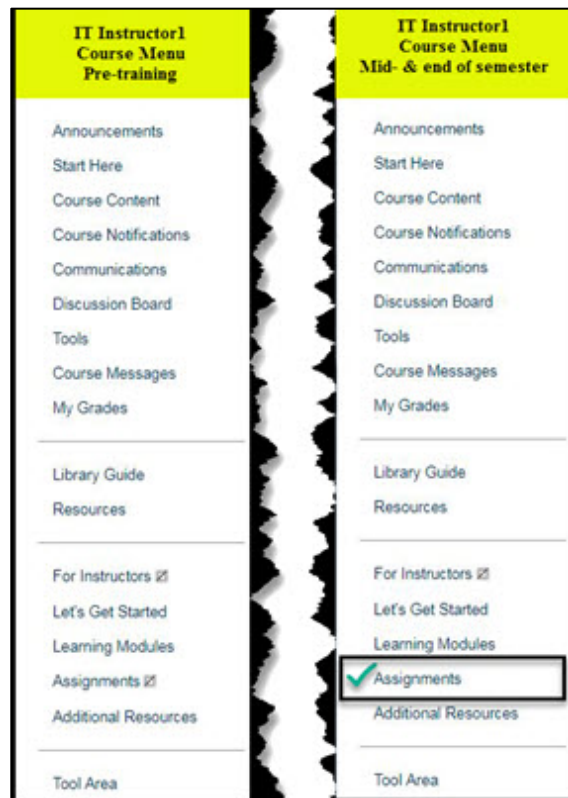 IT Instructor1
Course Menu
Pre-training
Announcements
Start Here
Course Content
Course Notifications
Communications
Discussion Board
Tools
Course Messages
My Grades
Library Guide
Resources
For Instructors
Let's Get Started
Learning Modules
Assignments
Additional Resources
Tool Area
IT Instructor1
Course Menu
Mid- & end of semester
Announcements
Start Here
Course Content
Course Notifications
Communications
Discussion Board
Tools
Course Messages
My Grades
Library Guide
Resources
For Instructors
Let's Get Started
Learning Modules
Assignments
Additional Resources
Tool Area